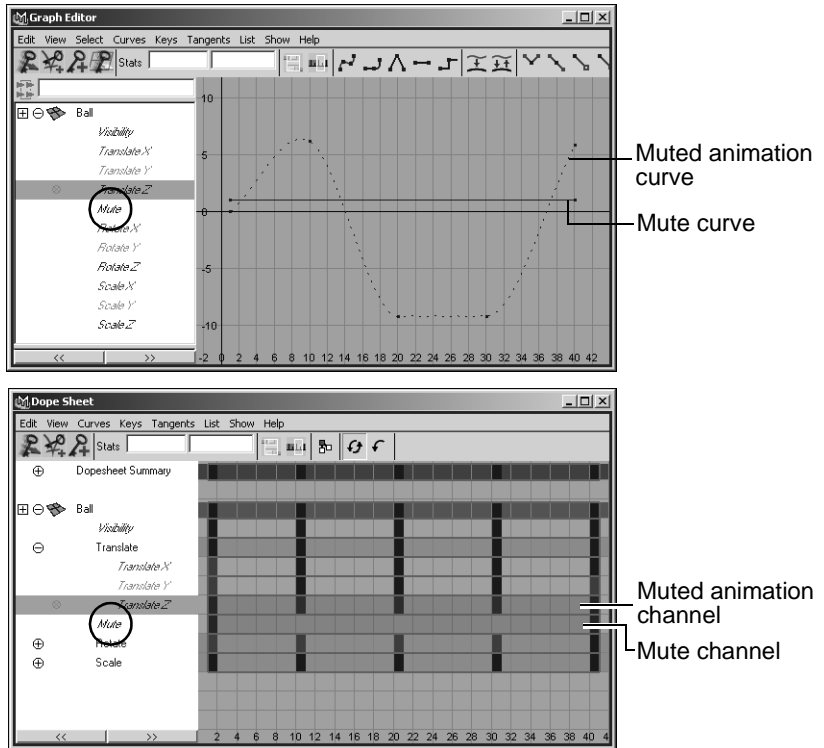 Graph Editor
Edit View Select Curves Keys Tangents List Show Help
Stats
Ball
Visibility
Translate X
Translate Y
Translate Z
Mute
Rotate X
Rotate Y
Rotate Z
Scale X
Scale Y
Scale Z
<< >>
10
5
0
-5
-10
-2 0 2 4 6 8 10 12 14 16 18 20 22 24 26 28 30 32 34 36 38 40 42
Muted animation
curve
Mute curve
Dope Sheet
Edit View Curves Keys Tangents List Show Help
Stats
Dopesheet Summary
Ball
Visibility
Translate
Translate X
Translate Y
Translate Z
Mute
Rotate
Scale
<< >>
2 4 6 8 10 12 14 16 18 20 22 24 26 28 30 32 34 36 38 40 4
Muted animation
channel
Mute channel